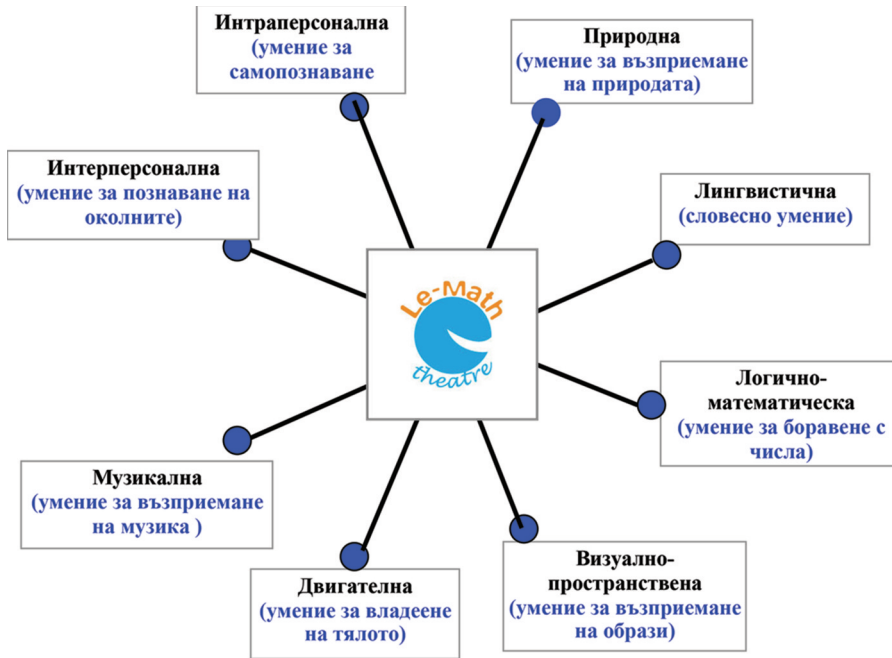 Интраперсонална
(умение за
самопознаване
Природна
(умение за възприемане
на природата)
Интерперсонална
(умение за познаване на
околните)
Лингвистична
(словесно умение)
Le-Math
theatre
Логично-
математическа
(умение за боравене с
числа)
Музикална
(умение за възприемане
на музика )
Двигателна
(умение за владеене
на тялото)
Визуално-
пространствена
(умение за възприемане
на образи)